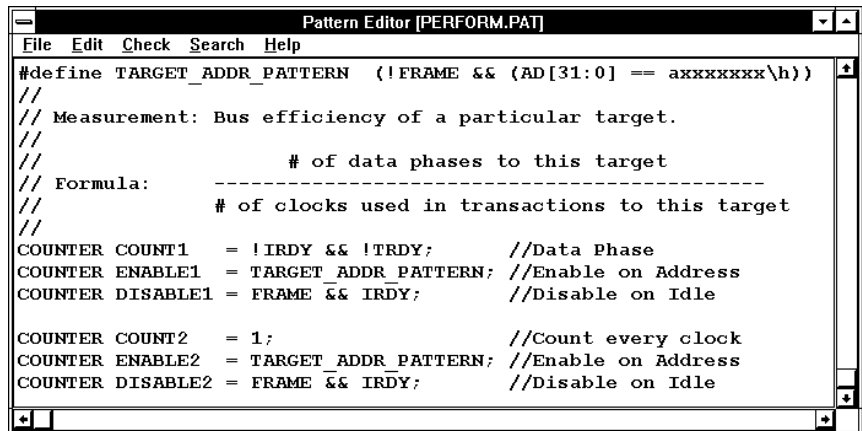 Pattern Editor [PERFORM.PAT]
File Edit Check Search Help
#define TARGET_ADDR_PATTERN (!FRAME && (AD[31:0] == axxxxxxx\h))
//
// Measurement: Bus efficiency of a particular target.
//
// # of data phases to this target
// Formula: ---------------------------------------------
// # of clocks used in transactions to this target
//
COUNTER COUNT1 = !IRDY && !TRDY; //Data Phase
COUNTER ENABLE1 = TARGET_ADDR_PATTERN; //Enable on Address
COUNTER DISABLE1 = FRAME && IRDY; //Disable on Idle
COUNTER COUNT2 = 1; //Count every clock
COUNTER ENABLE2 = TARGET_ADDR_PATTERN; //Enable on Address
COUNTER DISABLE2 = FRAME && IRDY; //Disable on Idle